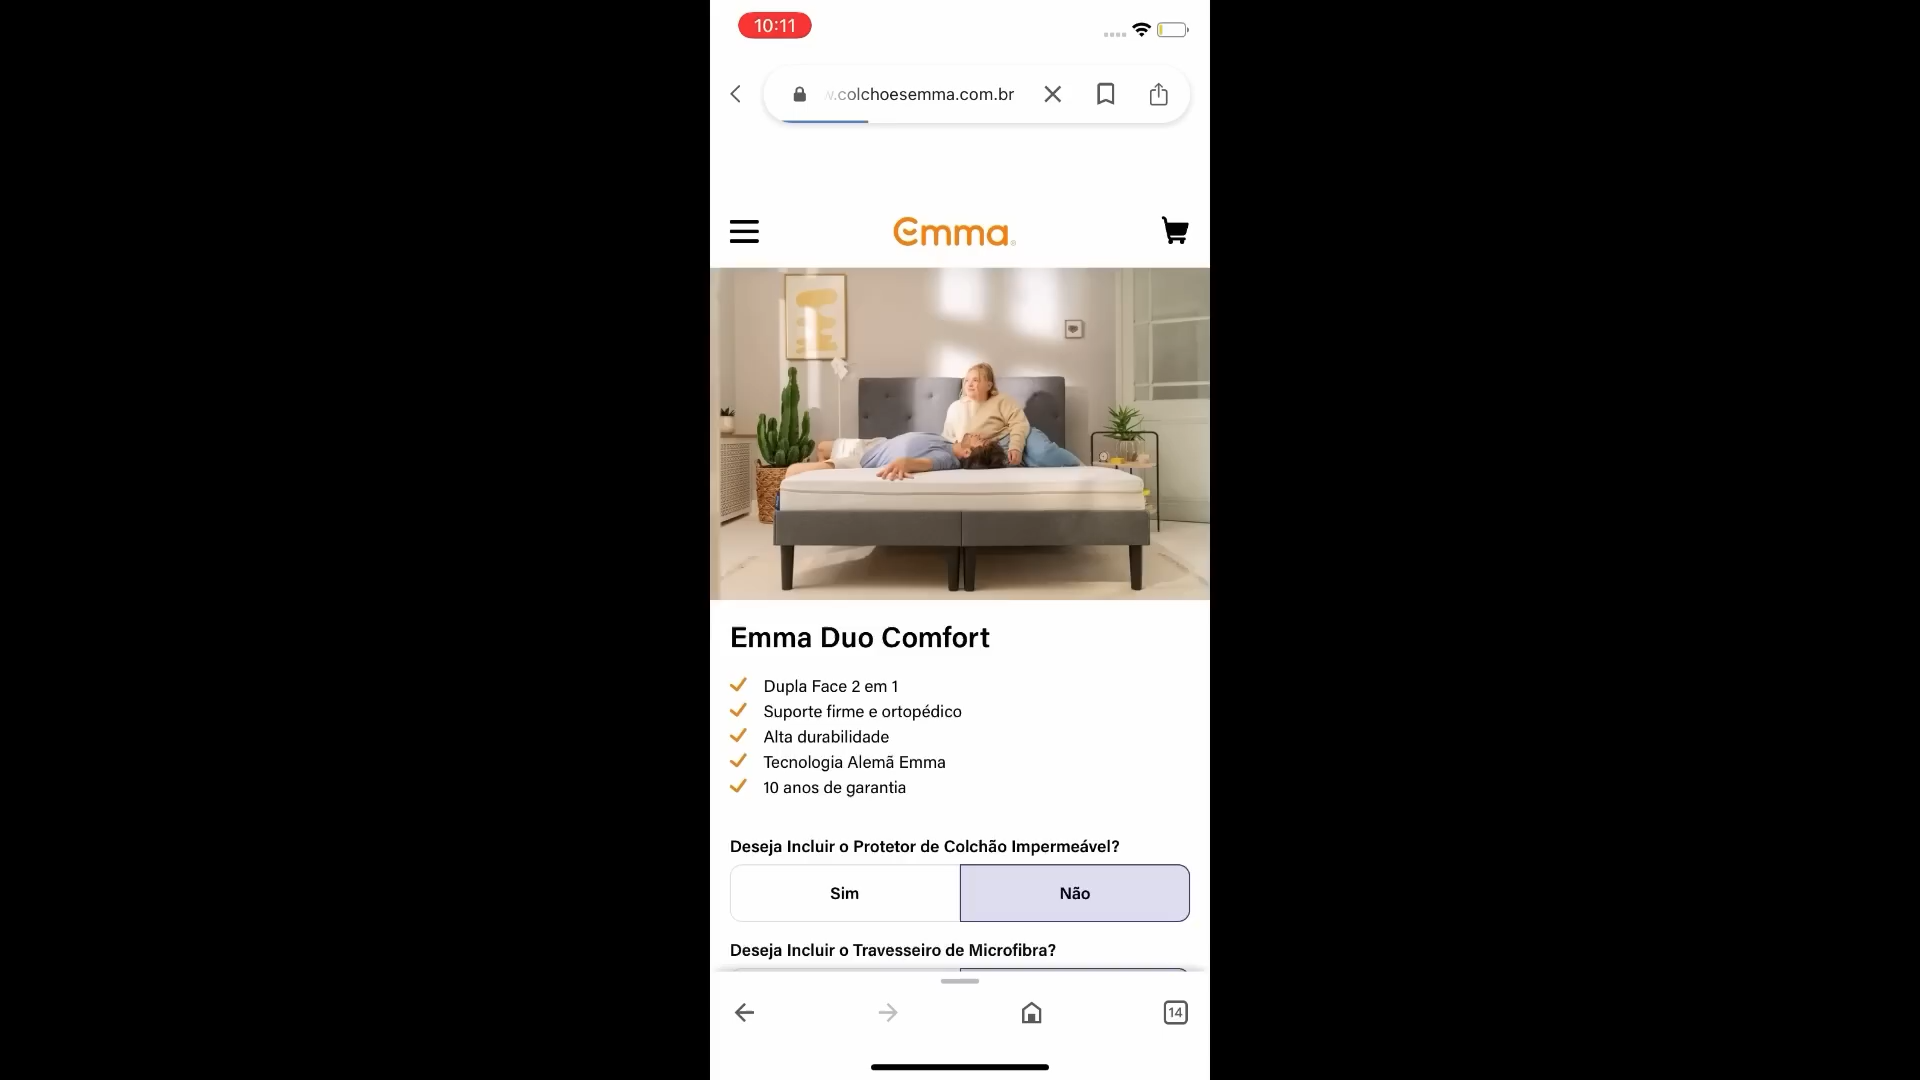 10:11
.colchoesemma.com.br
Emma
Emma Duo Comfort
Dupla Face 2 em 1
Suporte firme e ortopédico
Alta durabilidade
Tecnologia Alemã Emma
10 anos de garantia
Deseja Incluir o Protetor de Colchão Impermeável?
Sim Não
Deseja Incluir o Travesseiro de Microfibra?
14